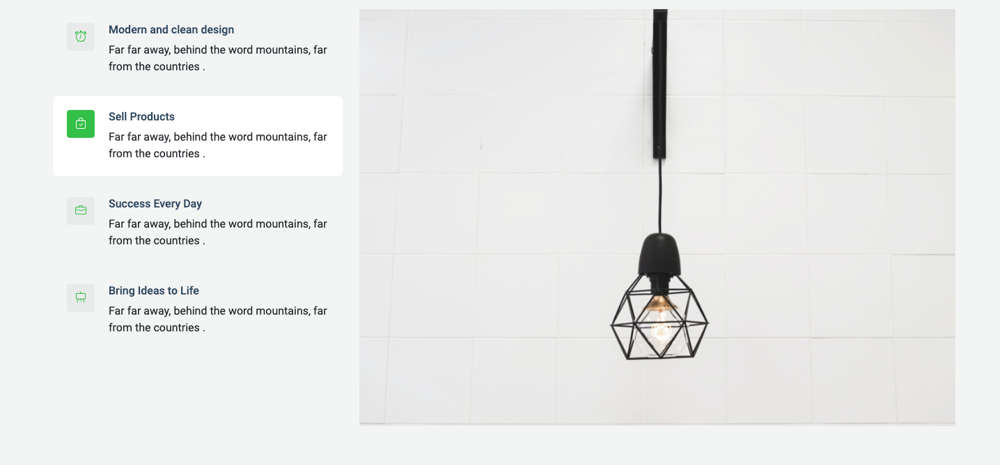 Modern and clean design
Far far away, behind the word mountains, far
from the countries .
Sell Products
Far far away, behind the word mountains, far
from the countries .
Success Every Day
Far far away, behind the word mountains, far
from the countries .
Bring Ideas to Life
Far far away, behind the word mountains, far
from the countries .